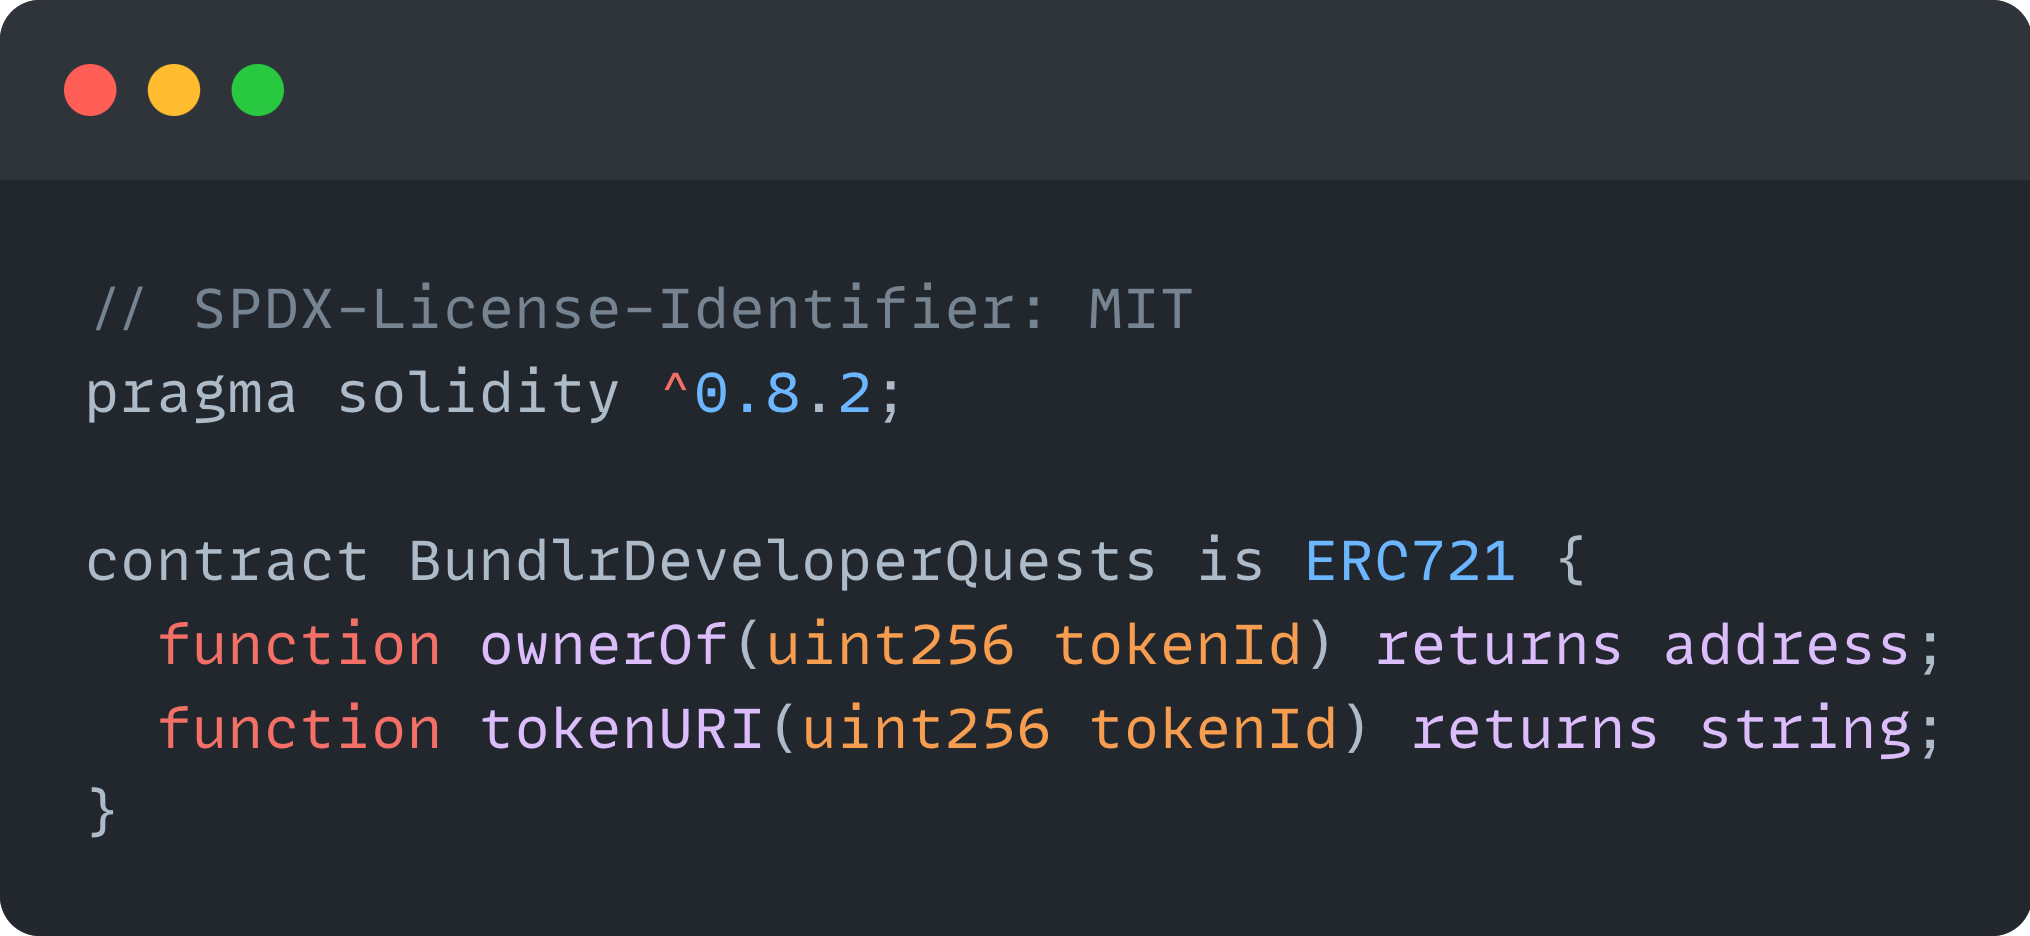 // SPDX-License-Identifier: MIT
pragma solidity ^0.8.2;
contract BundlrDeveloperQuests is ERC721 {
  function ownerOf(uint256 tokenId) returns address;
  function tokenURI(uint256 tokenId) returns string;
}